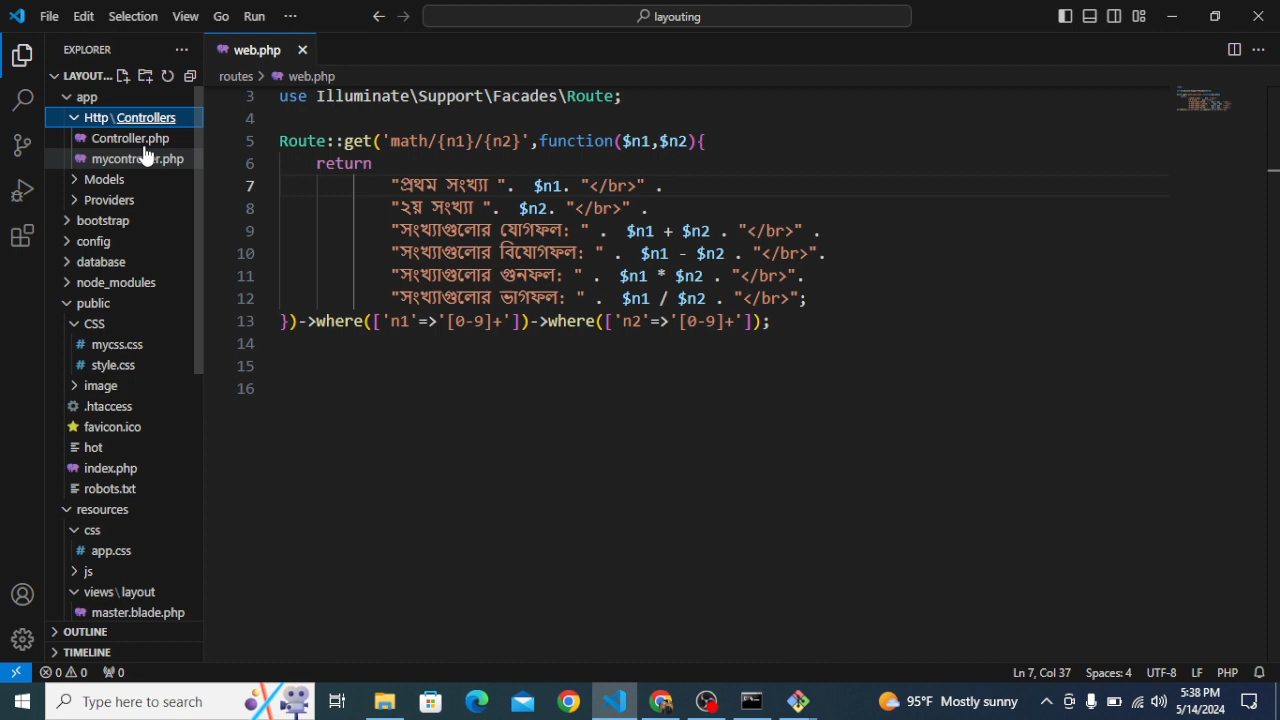 File Edit Selection View Go Run ··· layouting
EXPLORER ···
web.php
LAYOUT...
routes > web.php
app
Http\Controllers
Controller.php
Models
Providers
bootstrap
config
database
node_modules
public
CSS
mycss.css
style.css
image
.htaccess
favicon.ico
hot
index.php
robots.txt
resources
css
app.css
js
views\layout
master.blade.php
OUTLINE
TIMELINE
3 use Illuminate\Support\Facades\Route;
4
5 Route::get('math/{n1}/{n2}',function($n1,$n2){
6 return
7 "প্রথম সংখ্যা ". $n1. "</br>" .
8 "২য় সংখ্যা ". $n2. "</br>" .
9 "সংখ্যাগুলোর যোগফল: " . $n1 + $n2 . "</br>" .
10 "সংখ্যাগুলোর বিযোগফল: " . $n1 - $n2 . "</br>".
11 "সংখ্যাগুলোর গুনফল: " . $n1 * $n2 . "</br>".
12 "সংখ্যাগুলোর ভাগফল: " . $n1 / $n2 . "</br>";
13 })->where(['n1'=>'[0-9]+'])->where(['n2'=>'[0-9]+']);
14
15
16
0 0 0 Ln 7, Col 37 Spaces: 4 UTF-8 LF PHP
Type here to search 95°F Mostly sunny 5:38 PM
5/14/2024